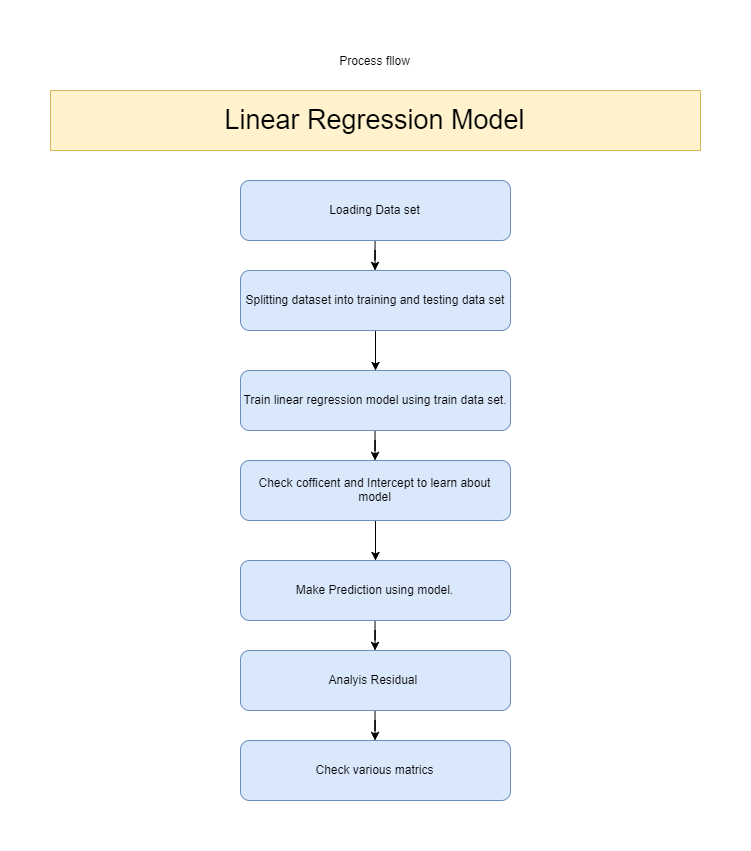 Process fllow
Linear Regression Model
Loading Data set
Splitting dataset into training and testing data set
Train linear regression model using train data set.
Check cofficent and Intercept to learn about
model
Make Prediction using model.
Analyis Residual
Check various matrics